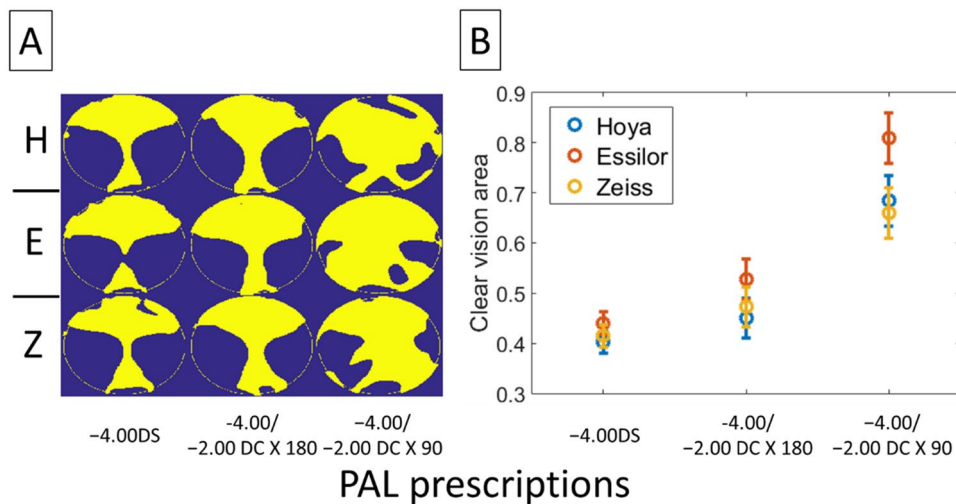 A
H
E
Z
−4.00DS
-4.00/
−2.00 DC X 180
−4.00/
−2.00 DC X 90
B
Clear vision area
0.9
0.8
0.7
0.6
0.5
0.4
0.3
Hoya
Essilor
Zeiss
−4.00DS
-4.00/
−2.00 DC X 180
−4.00/
−2.00 DC X 90
PAL prescriptions